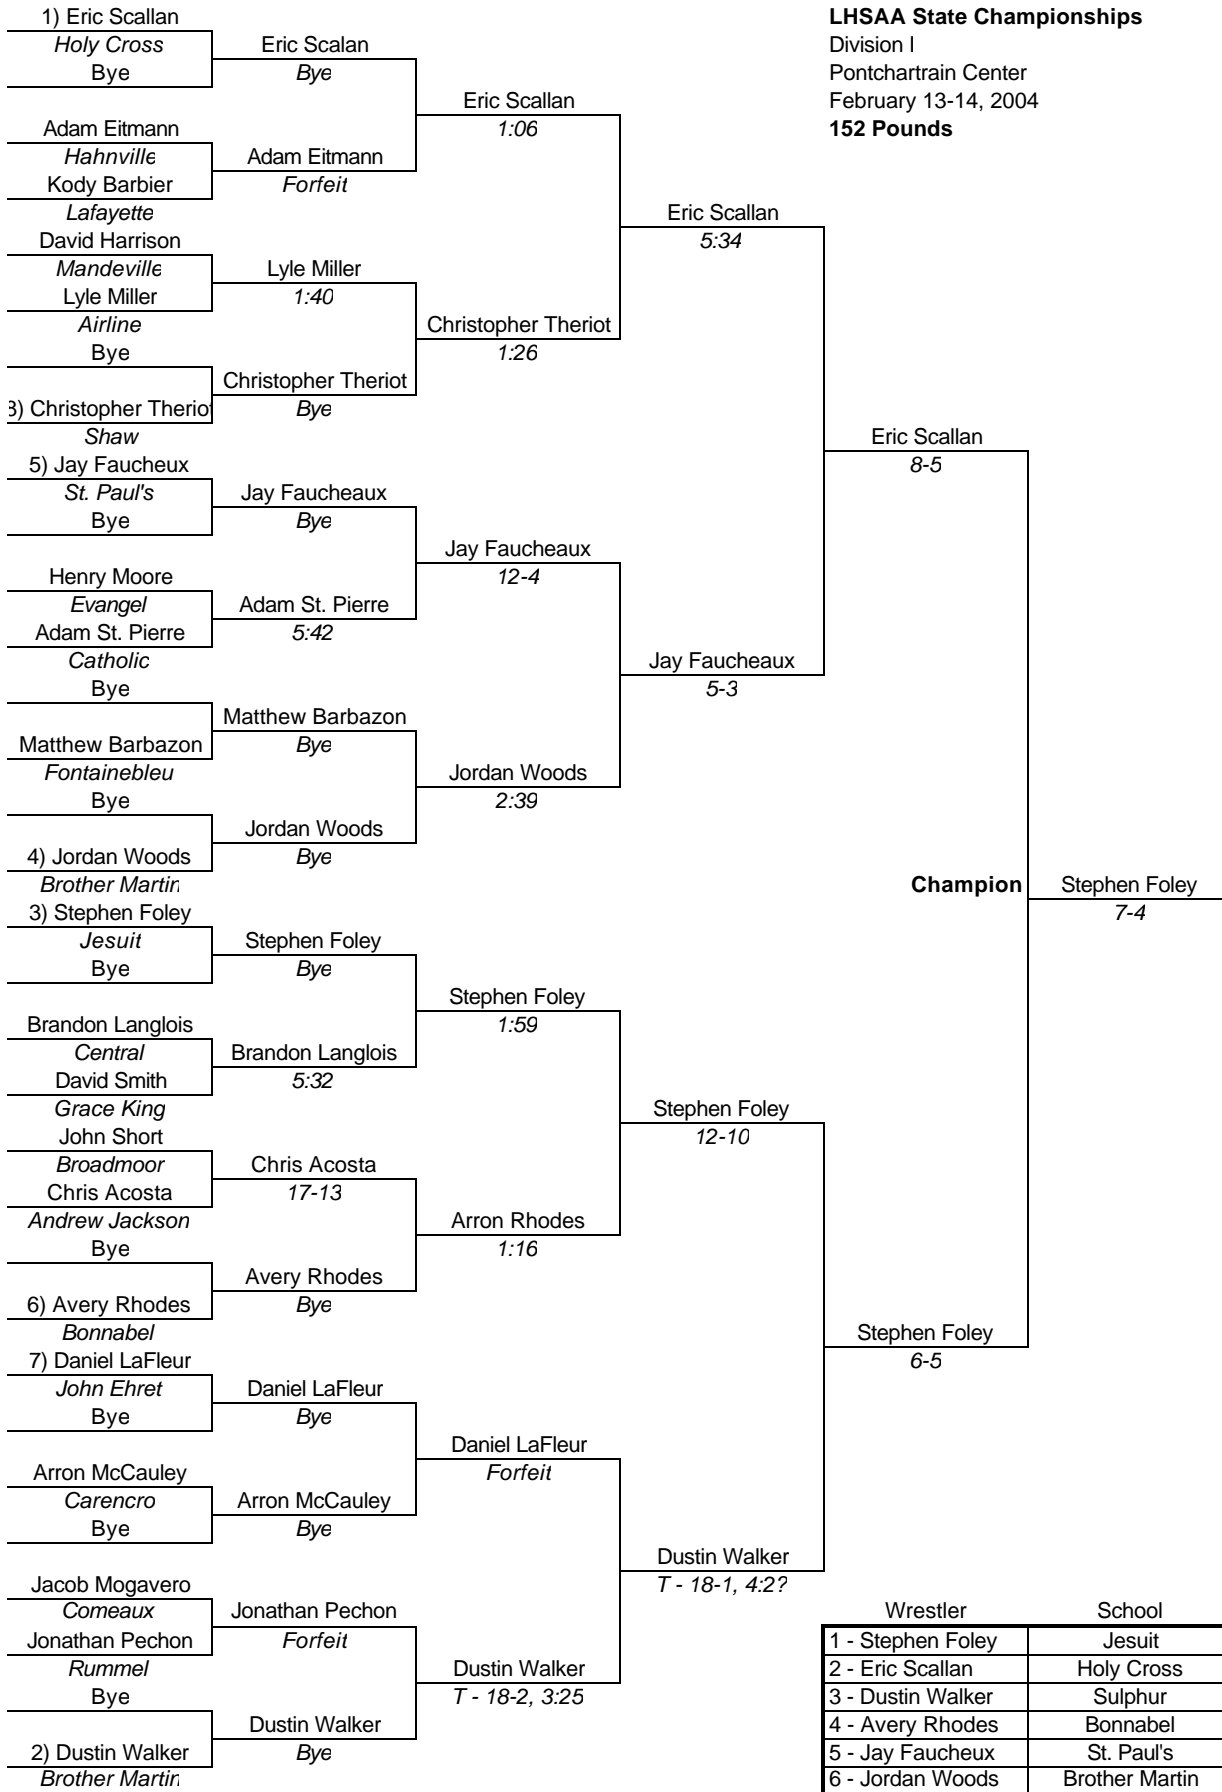 1) Eric Scallan
Holy Cross
Bye
Adam Eitmann
Hahnville
Kody Barbier
Lafayette
David Harrison
Mandeville
Lyle Miller
Airline
Bye
8) Christopher Theriot
Shaw
5) Jay Faucheux
St. Paul's
Bye
Henry Moore
Evangel
Adam St. Pierre
Catholic
Bye
Matthew Barbazon
Fontainebleu
Bye
4) Jordan Woods
Brother Martin
3) Stephen Foley
Jesuit
Bye
Brandon Langlois
Central
David Smith
Grace King
John Short
Broadmoor
Chris Acosta
Andrew Jackson
Bye
6) Avery Rhodes
Bonnabel
7) Daniel LaFleur
John Ehret
Bye
Arron McCauley
Carencro
Bye
Jacob Mogavero
Comeaux
Jonathan Pechon
Rummel
Bye
2) Dustin Walker
Brother Martin
Eric Scalan
Bye
Adam Eitmann
Forfeit
Lyle Miller
1:40
Christopher Theriot
Bye
Jay Faucheaux
Bye
Adam St. Pierre
5:42
Matthew Barbazon
Bye
Jordan Woods
Bye
Stephen Foley
Bye
Brandon Langlois
5:32
Chris Acosta
17-13
Avery Rhodes
Bye
Daniel LaFleur
Bye
Arron McCauley
Bye
Jonathan Pechon
Forfeit
Dustin Walker
Bye
Eric Scallan
1:06
Christopher Theriot
1:26
Jay Faucheaux
12-4
Jordan Woods
2:39
Stephen Foley
1:59
Arron Rhodes
1:16
Daniel LaFleur
Forfeit
Dustin Walker
T - 18-2, 3:25
Eric Scallan
5:34
Jay Faucheaux
5-3
Stephen Foley
12-10
Dustin Walker
T - 18-1, 4:2?
LHSAA State Championships
Division I
Pontchartrain Center
February 13-14, 2004
152 Pounds
Eric Scallan
8-5
Stephen Foley
6-5
Champion
Stephen Foley
7-4
Wrestler School
1 - Stephen Foley Jesuit
2 - Eric Scallan Holy Cross
3 - Dustin Walker Sulphur
4 - Avery Rhodes Bonnabel
5 - Jay Faucheux St. Paul's
6 - Jordan Woods Brother Martin